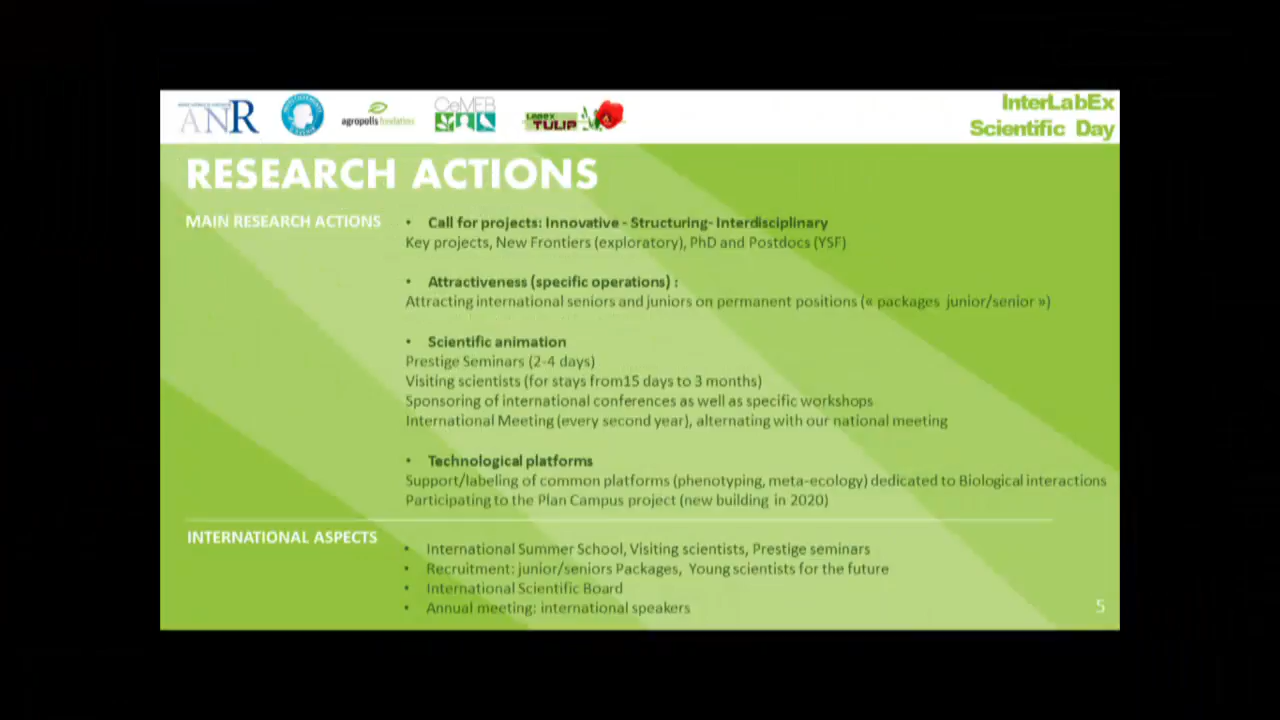 ANR
agropolis fondation
CeMEB
Labex
TULIP
InterLabEx
Scientific Day
RESEARCH ACTIONS
MAIN RESEARCH ACTIONS
• Call for projects: Innovative - Structuring- Interdisciplinary
Key projects, New Frontiers (exploratory), PhD and Postdocs (YSF)
• Attractiveness (specific operations) :
Attracting international seniors and juniors on permanent positions (« packages junior/senior »)
• Scientific animation
Prestige Seminars (2-4 days)
Visiting scientists (for stays from15 days to 3 months)
Sponsoring of international conferences as well as specific workshops
International Meeting (every second year), alternating with our national meeting
• Technological platforms
Support/labeling of common platforms (phenotyping, meta-ecology) dedicated to Biological interactions
Participating to the Plan Campus project (new building in 2020)
INTERNATIONAL ASPECTS
• International Summer School, Visiting scientists, Prestige seminars
• Recruitment: junior/seniors Packages, Young scientists for the future
• International Scientific Board
• Annual meeting: international speakers
5